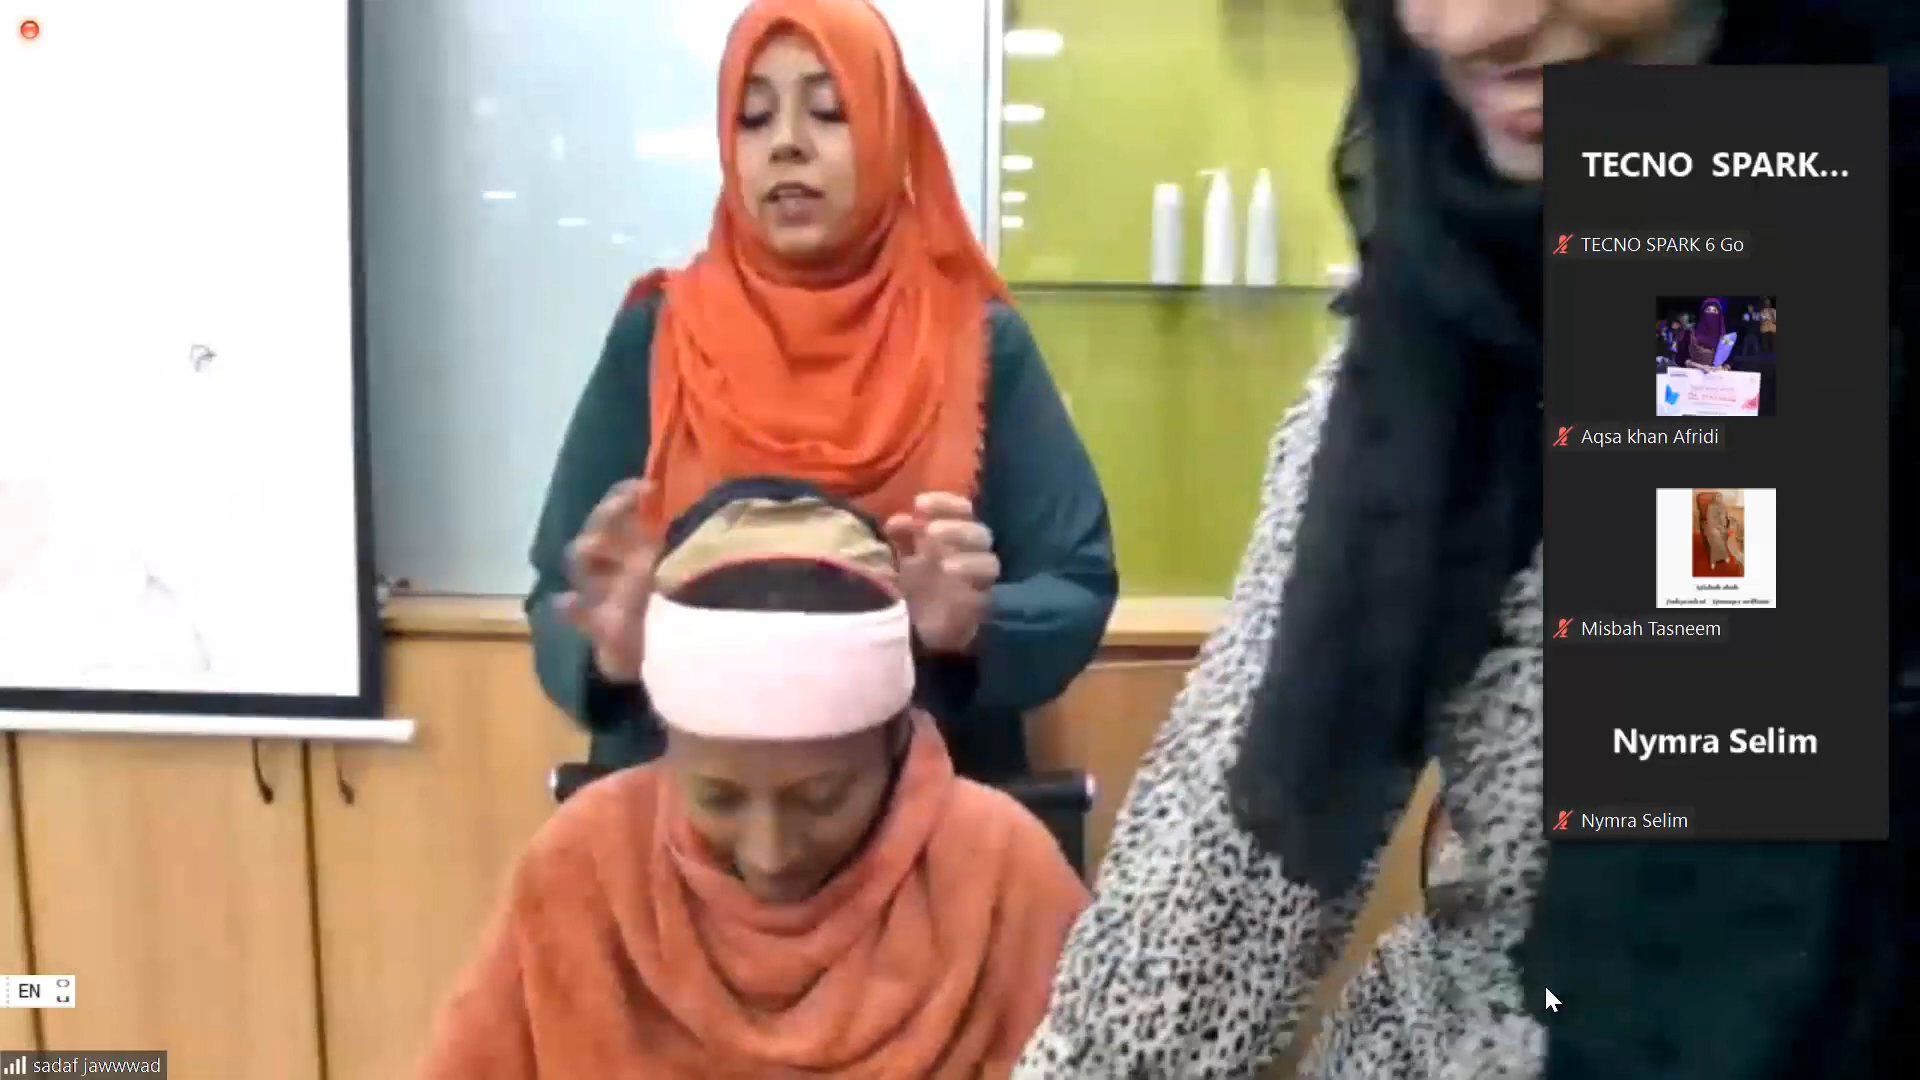 TECNO SPARK...
TECNO SPARK 6 Go
Aqsa khan Afridi
Misbah Tasneem
Nymra Selim
Nymra Selim
EN
sadaf jawwwad